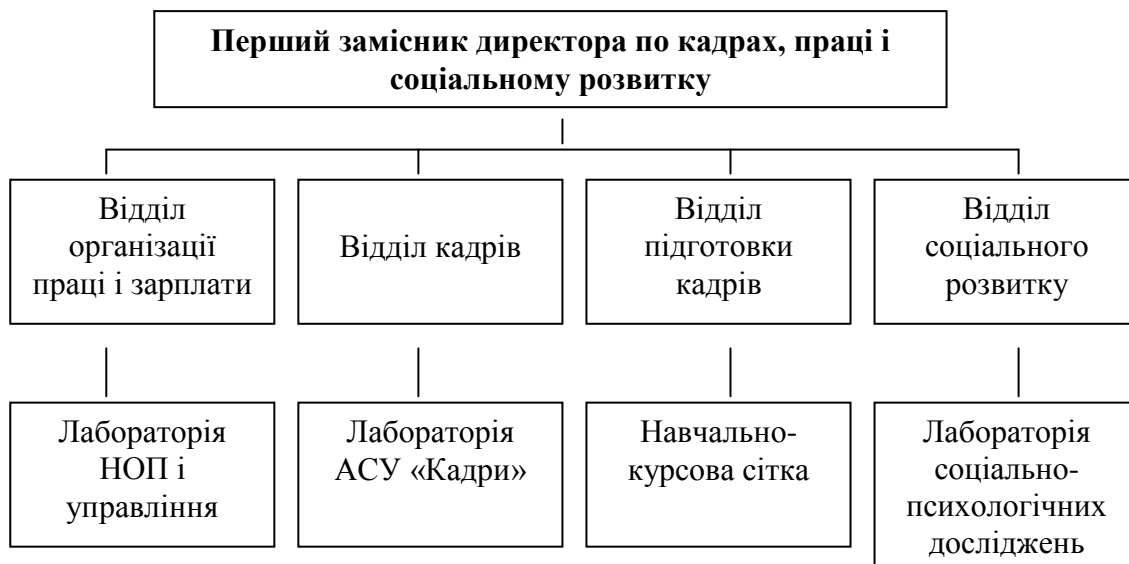 Перший замісник директора по кадрах, праці і
соціальному розвитку
Відділ
організації
праці і зарплати
Відділ кадрів
Відділ
підготовки
кадрів
Відділ
соціального
розвитку
Лабораторія
НОП і
управління
Лабораторія
АСУ «Кадри»
Навчально-
курсова сітка
Лабораторія
соціально-
психологічних
досліджень